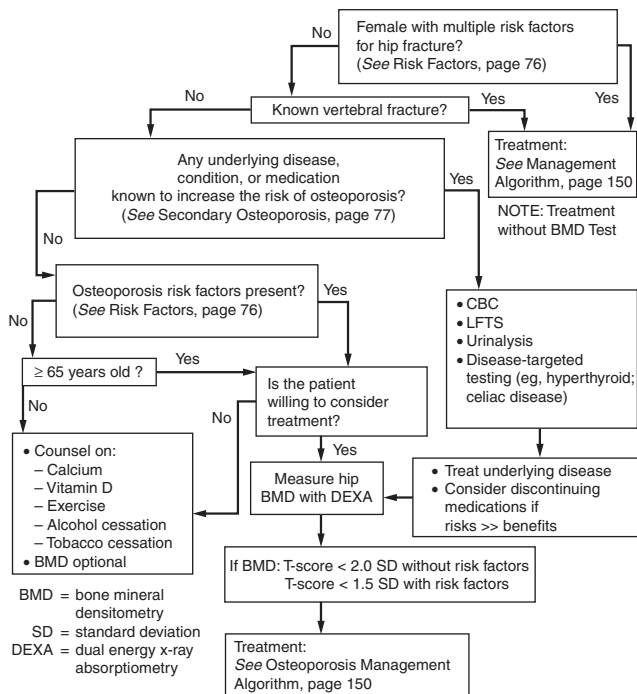 Female with multiple risk factors
for hip fracture?
(See Risk Factors, page 76)
No
Yes
Known vertebral fracture?
No
Yes
Treatment:
See Management
Algorithm, page 150
NOTE: Treatment
without BMD Test
Any underlying disease,
condition, or medication
known to increase the risk of osteoporosis?
(See Secondary Osteoporosis, page 77)
No
Yes
Osteoporosis risk factors present?
(See Risk Factors, page 76)
No
Yes
• CBC
• LFTS
• Urinalysis
• Disease-targeted
testing (eg, hyperthyroid;
celiac disease)
≥ 65 years old ?
Yes
No
Is the patient
willing to consider
treatment?
No
Yes
• Counsel on:
– Calcium
– Vitamin D
– Exercise
– Alcohol cessation
– Tobacco cessation
• BMD optional
Measure hip
BMD with DEXA
• Treat underlying disease
• Consider discontinuing
medications if
risks >> benefits
If BMD: T-score < 2.0 SD without risk factors
T-score < 1.5 SD with risk factors
BMD = bone mineral
densitometry
SD = standard deviation
DEXA = dual energy x-ray
absorptiometry
Treatment:
See Osteoporosis Management
Algorithm, page 150